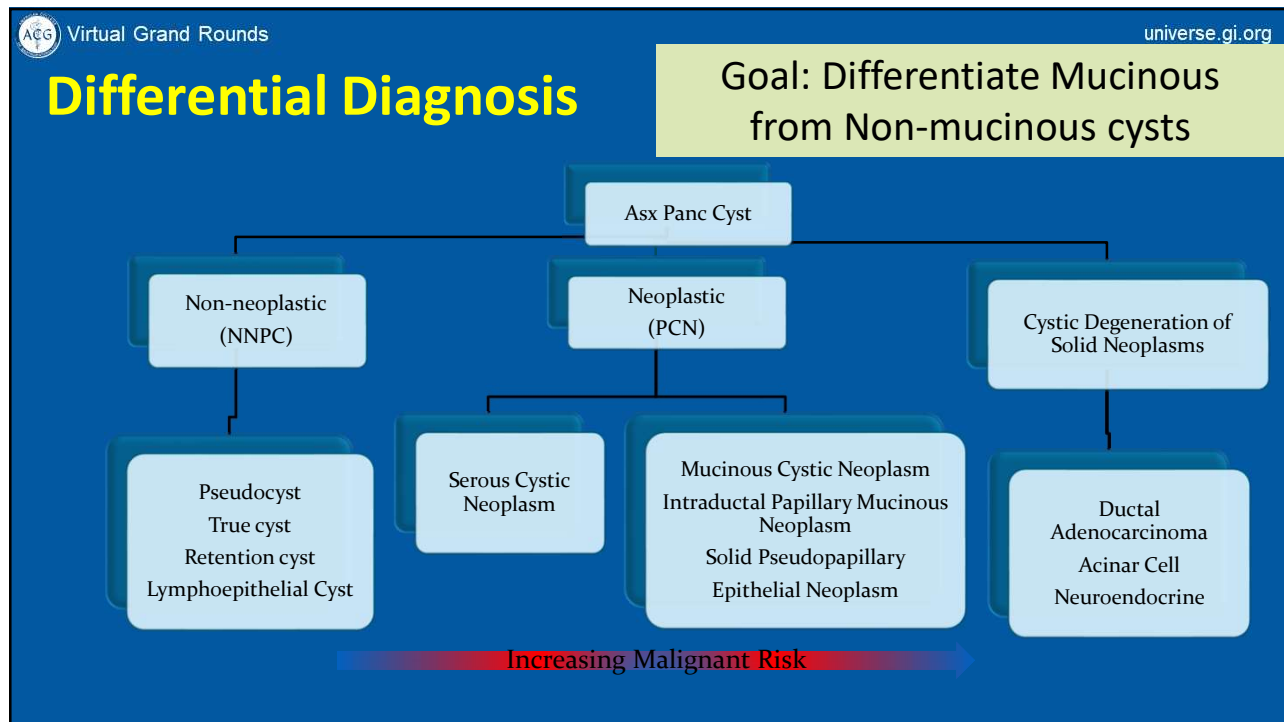 ACG
Virtual Grand Rounds
universe.gi.org
Differential Diagnosis
Goal: Differentiate Mucinous
from Non-mucinous cysts
Asx Panc Cyst
Non-neoplastic
(NNPC)
Neoplastic
(PCN)
Cystic Degeneration of
Solid Neoplasms
Pseudocyst
True cyst
Retention cyst
Lymphoepithelial Cyst
Serous Cystic
Neoplasm
Mucinous Cystic Neoplasm
Intraductal Papillary Mucinous
Neoplasm
Solid Pseudopapillary
Epithelial Neoplasm
Ductal
Adenocarcinoma
Acinar Cell
Neuroendocrine
Increasing Malignant Risk